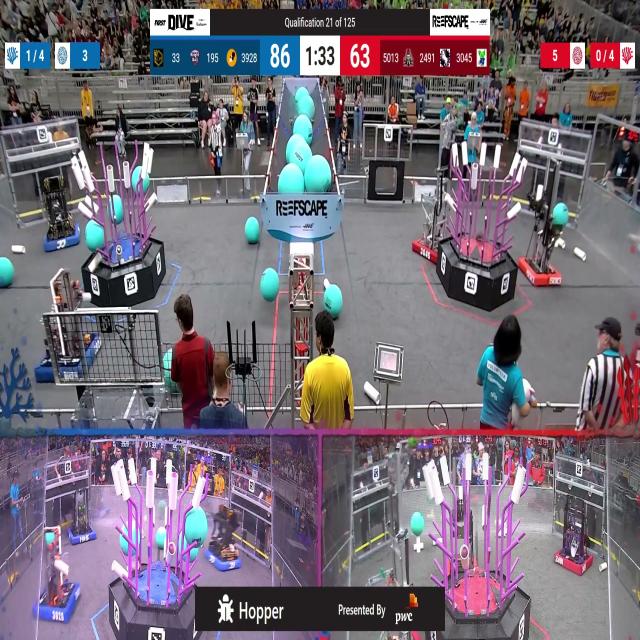 FIRST DIVE
Qualification 21 of 125
REEFSCAPE
1/4 3
33 195 3928 86 1:33 63 5013 2491 3045
5 0/4
REEFSCAPE
Hopper Presented By pwc